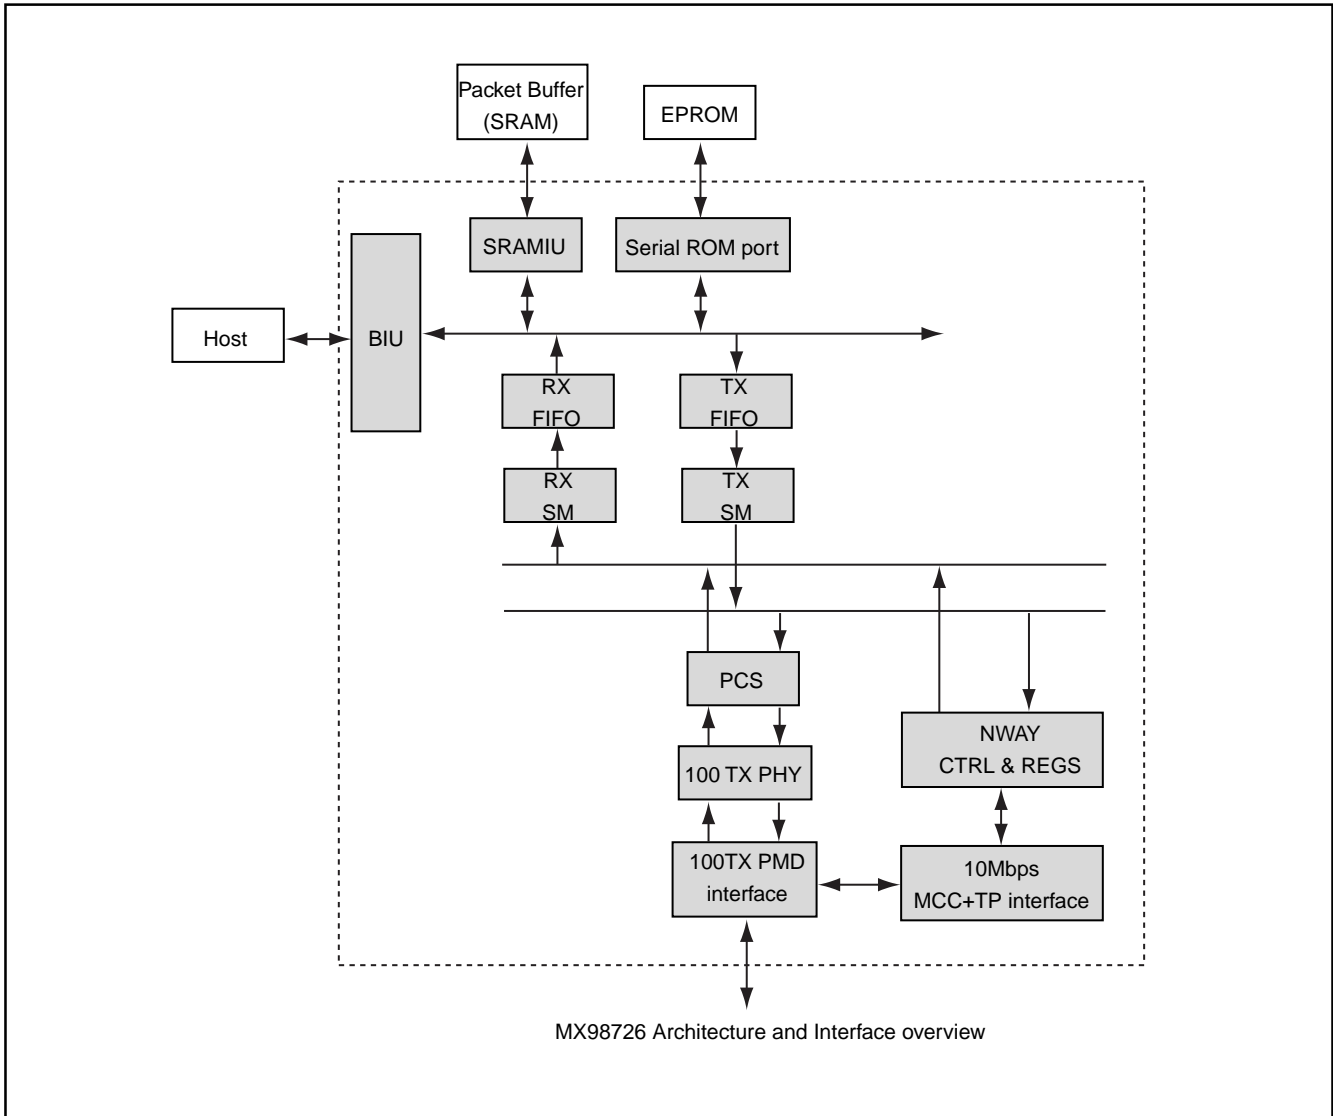 Packet Buffer
(SRAM)
EPROM
SRAMIU
Serial ROM port
Host
BIU
RX
FIFO
TX
FIFO
RX
SM
TX
SM
PCS
NWAY
CTRL & REGS
100 TX PHY
100TX PMD
interface
10Mbps
MCC+TP interface
MX98726 Architecture and Interface overview